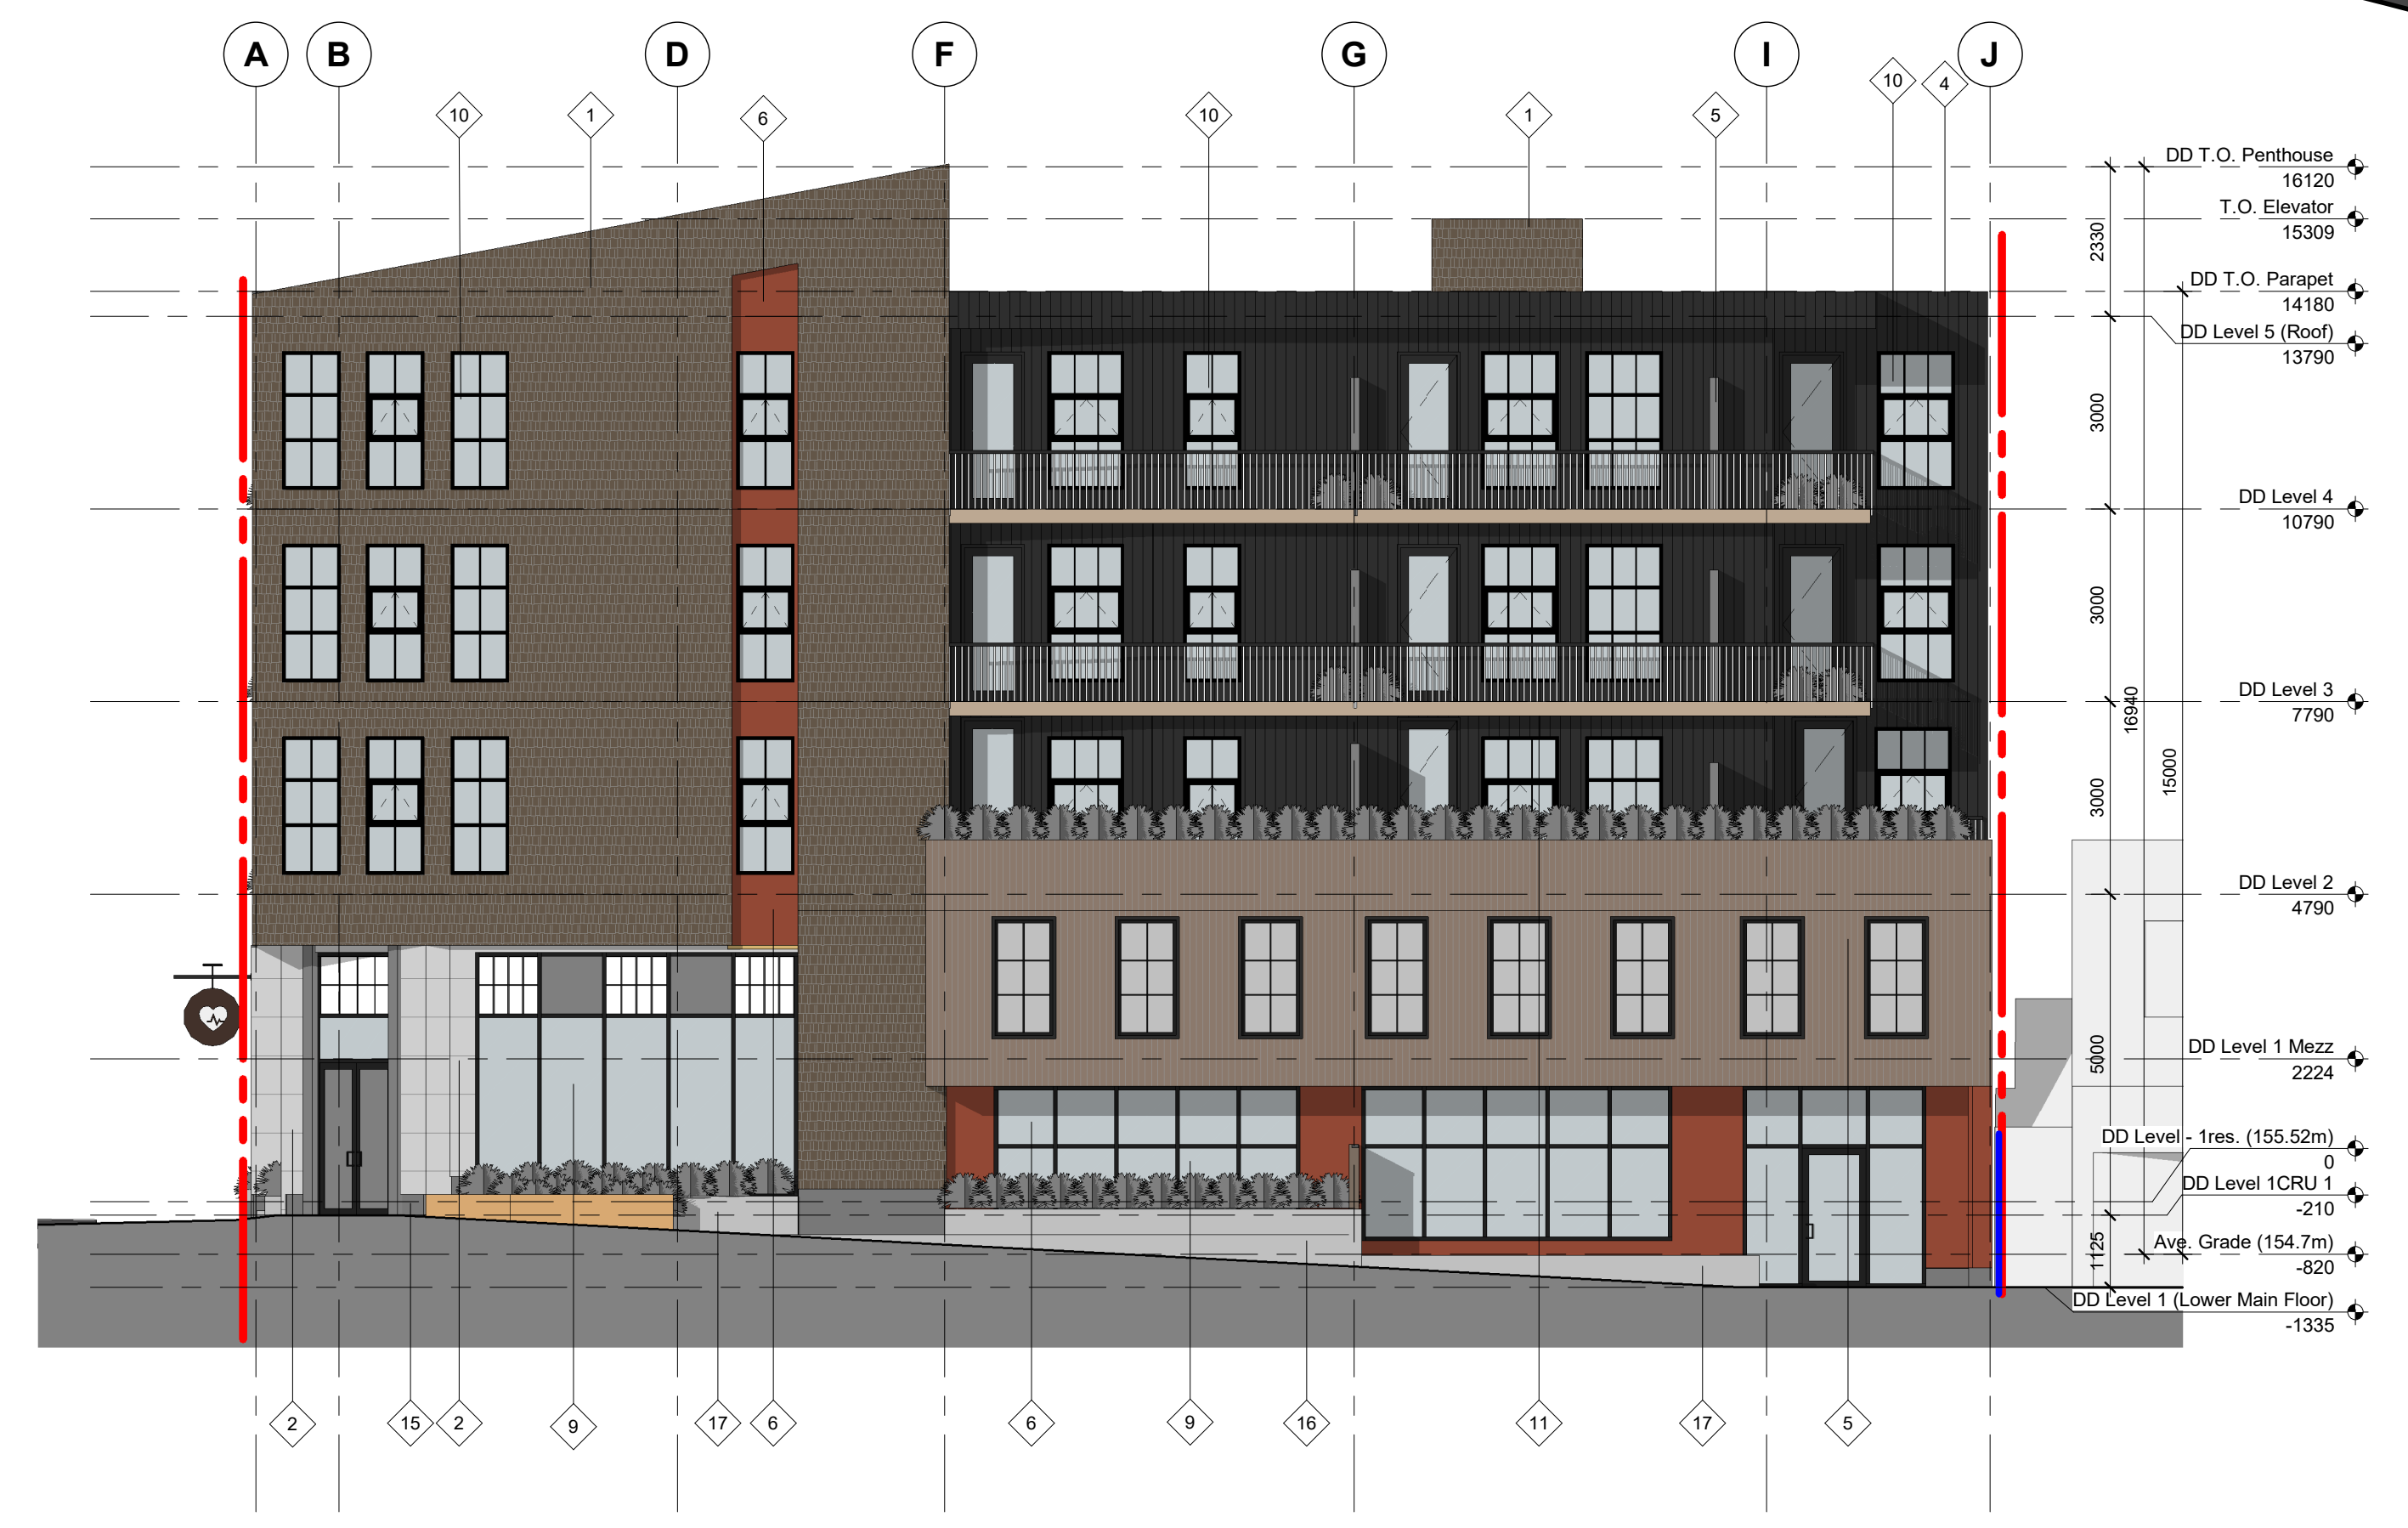 A B D F G I J
10 1 6 10 1 5 10 4
DD T.O. Penthouse
16120
T.O. Elevator
15309
2330
DD T.O. Parapet
14180
DD Level 5 (Roof)
13790
3000
DD Level 4
10790
3000
DD Level 3
7790
16940
15000
3000
DD Level 2
4790
5000
DD Level 1 Mezz
2224
DD Level - 1res. (155.52m)
0
DD Level 1CRU 1
-210
1125
Ave. Grade (154.7m)
-820
DD Level 1 (Lower Main Floor)
-1335
2 15 2 9 17 6 6 9 16 11 17 5